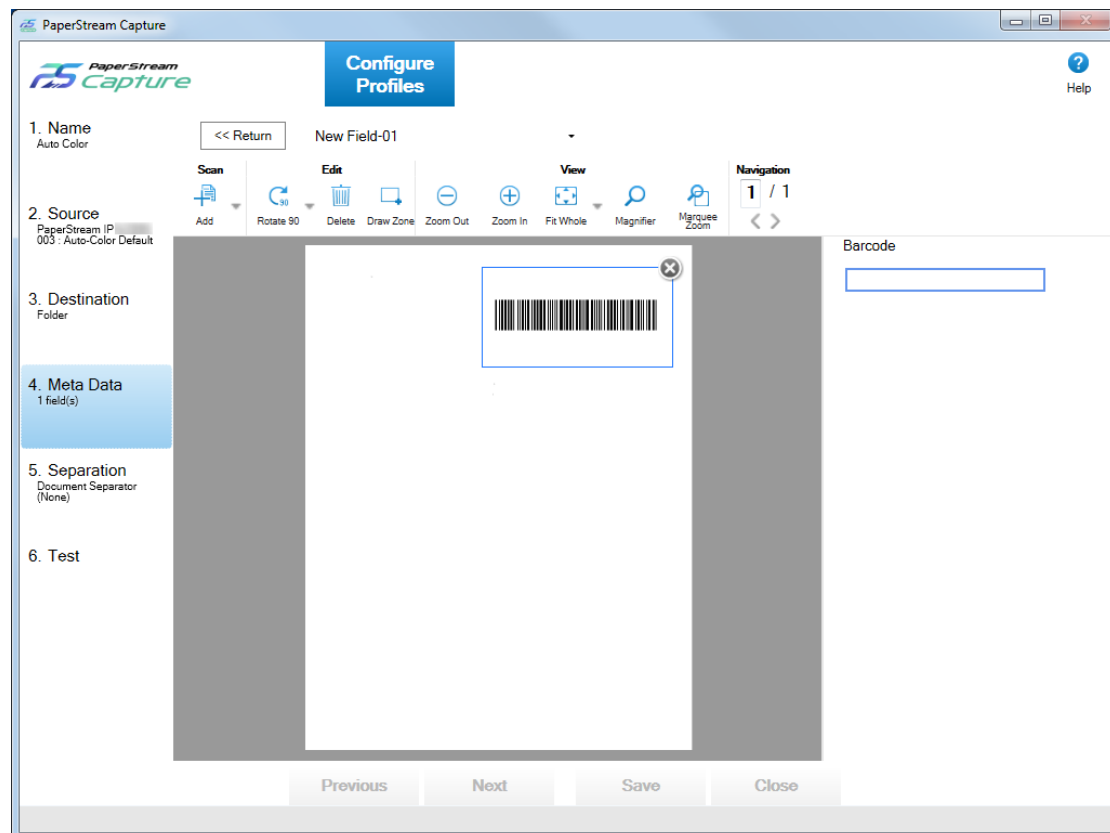 PaperStream Capture
PaperStream
Capture
Configure
Profiles
Help
1. Name
Auto Color
<< Return
New Field-01
Scan
Edit
View
Navigation
90
1 / 1
Add
Rotate 90
Delete
Draw Zone
Zoom Out
Zoom In
Fit Whole
Magnifier
Marquee
Zoom
2. Source
PaperStream IP
003 : Auto-Color Default
Barcode
3. Destination
Folder
4. Meta Data
1 field(s)
5. Separation
Document Separator
(None)
6. Test
Previous
Next
Save
Close